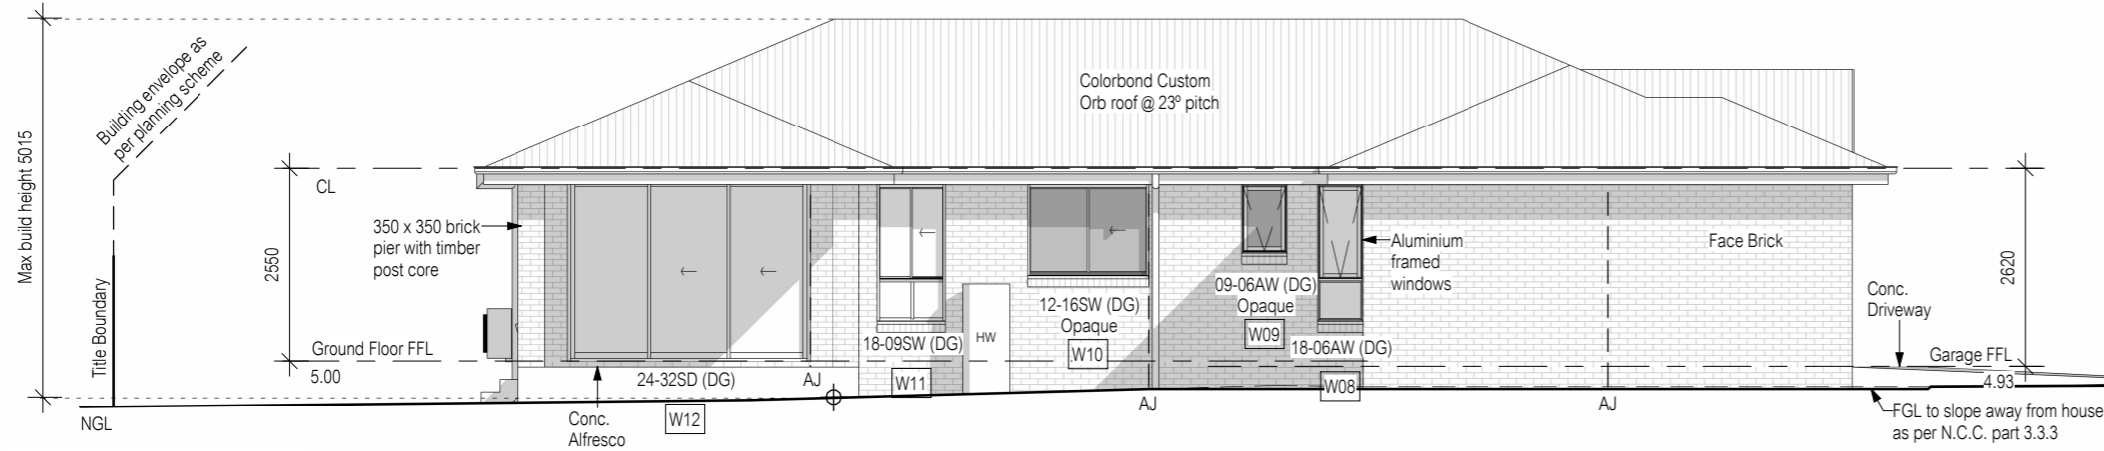 Max build height 5015
Building envelope as
per planning scheme
Title Boundary
NGL
CL
2550
350 x 350 brick
pier with timber
post core
Ground Floor FFL
5.00
Conc.
Alfresco
24-32SD (DG)
W12
AJ
Colorbond Custom
Orb roof @ 23º pitch
18-09SW (DG)
W11
HW
12-16SW (DG)
Opaque
W10
AJ
09-06AW (DG)
Opaque
W09
18-06AW (DG)
W08
Aluminium
framed
windows
AJ
Face Brick
2620
Conc.
Driveway
Garage FFL
4.93
FGL to slope away from house
as per N.C.C. part 3.3.3